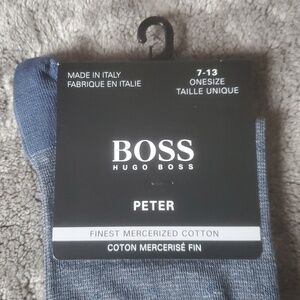 MADE IN ITALY
FABRIQUE EN ITALIE
7-13
ONESIZE
TAILLE UNIQUE
BOSS
HUGO BOSS
PETER
FINEST MERCERIZED COTTON
COTON MERCERISÉ FIN